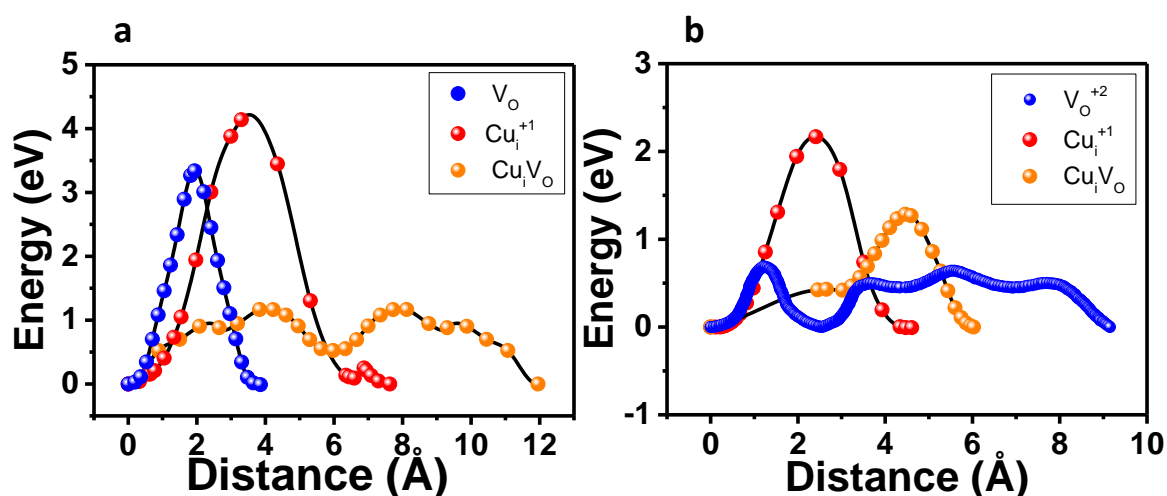 a
5
4
3
2
1
0
Energy (eV)
V_O
Cu_i^{+1}
Cu_iV_O
0 2 4 6 8 10 12
Distance (Å)
b
3
2
1
0
-1
Energy (eV)
V_O^{+2}
Cu_i^{+1}
Cu_iV_O
0 2 4 6 8 10
Distance (Å)